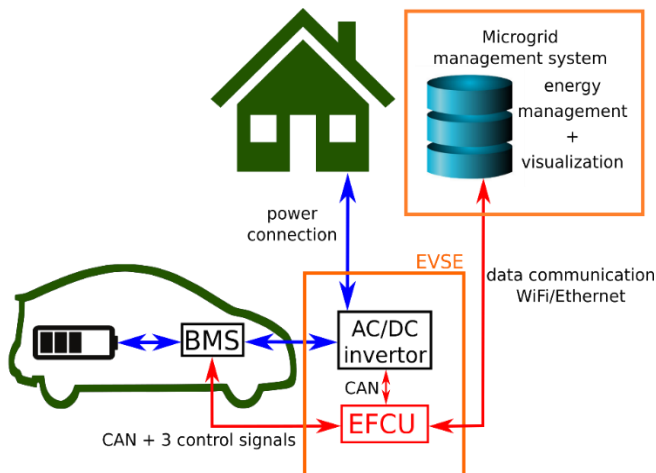 Microgrid
management system
energy
management
+
visualization
power
connection
EVSE
data communication
WiFi/Ethernet
BMS
AC/DC
invertor
CAN
EFCU
CAN + 3 control signals